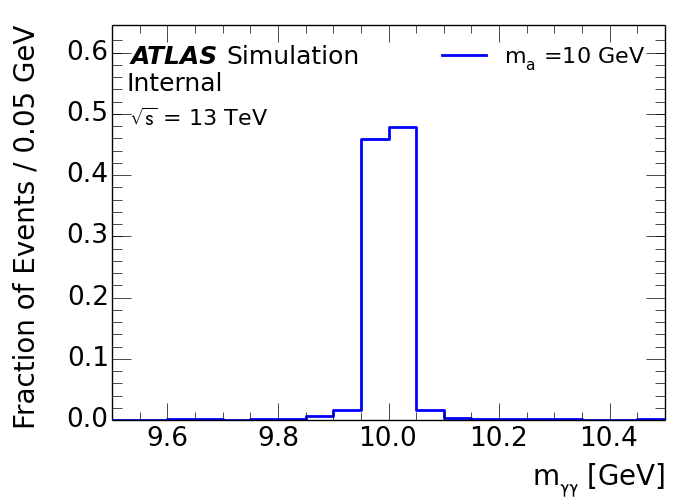 0.6
0.5
0.4
0.3
0.2
0.1
0.0
Fraction of Events / 0.05 GeV
ATLAS Simulation
Internal
√s = 13 TeV
mₐ =10 GeV
9.6 9.8 10.0 10.2 10.4
mγγ [GeV]